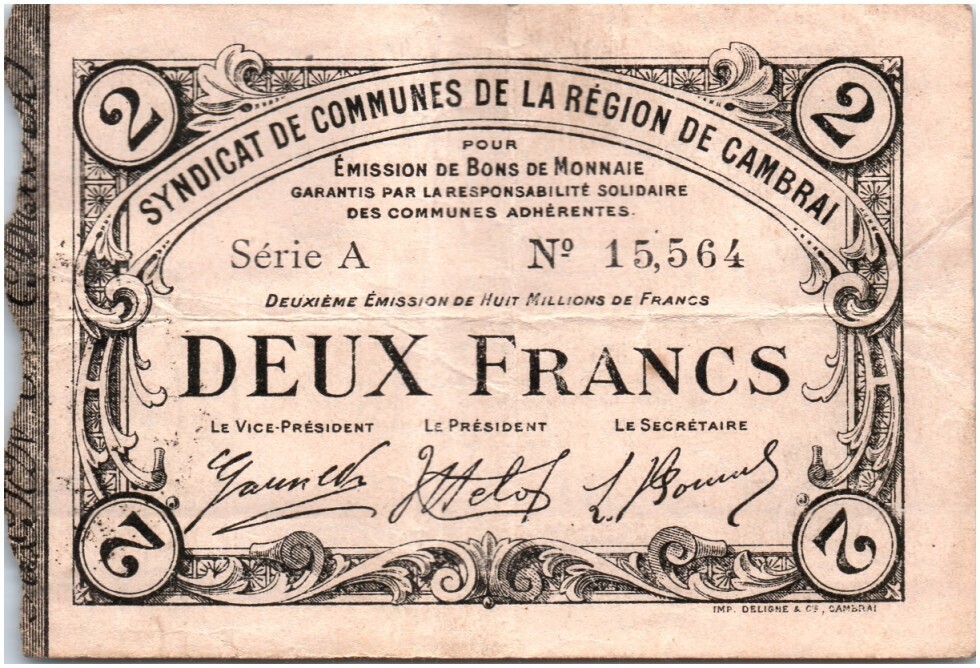 2 2
SYNDICAT DE COMMUNES DE LA RÉGION DE CAMBRAI
POUR
ÉMISSION DE BONS DE MONNAIE
GARANTIS PAR LA RESPONSABILITÉ SOLIDAIRE
DES COMMUNES ADHÉRENTES.
Série A Nº 15,564
DEUXIÈME ÉMISSION DE HUIT MILLIONS DE FRANCS
DEUX FRANCS
LE VICE-PRÉSIDENT LE PRÉSIDENT LE SECRÉTAIRE
2 2
IMP. DELIGNE & Cie, CAMBRAI